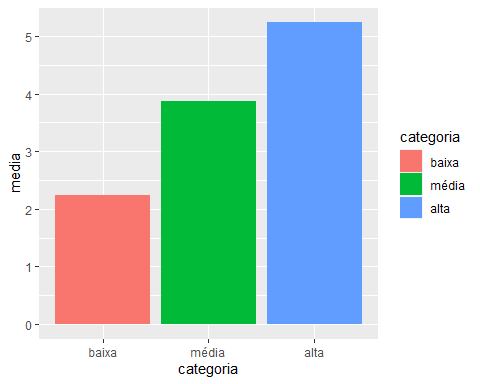 media
5
4
3
2
1
0
baixa média alta
categoria
categoria
baixa
média
alta